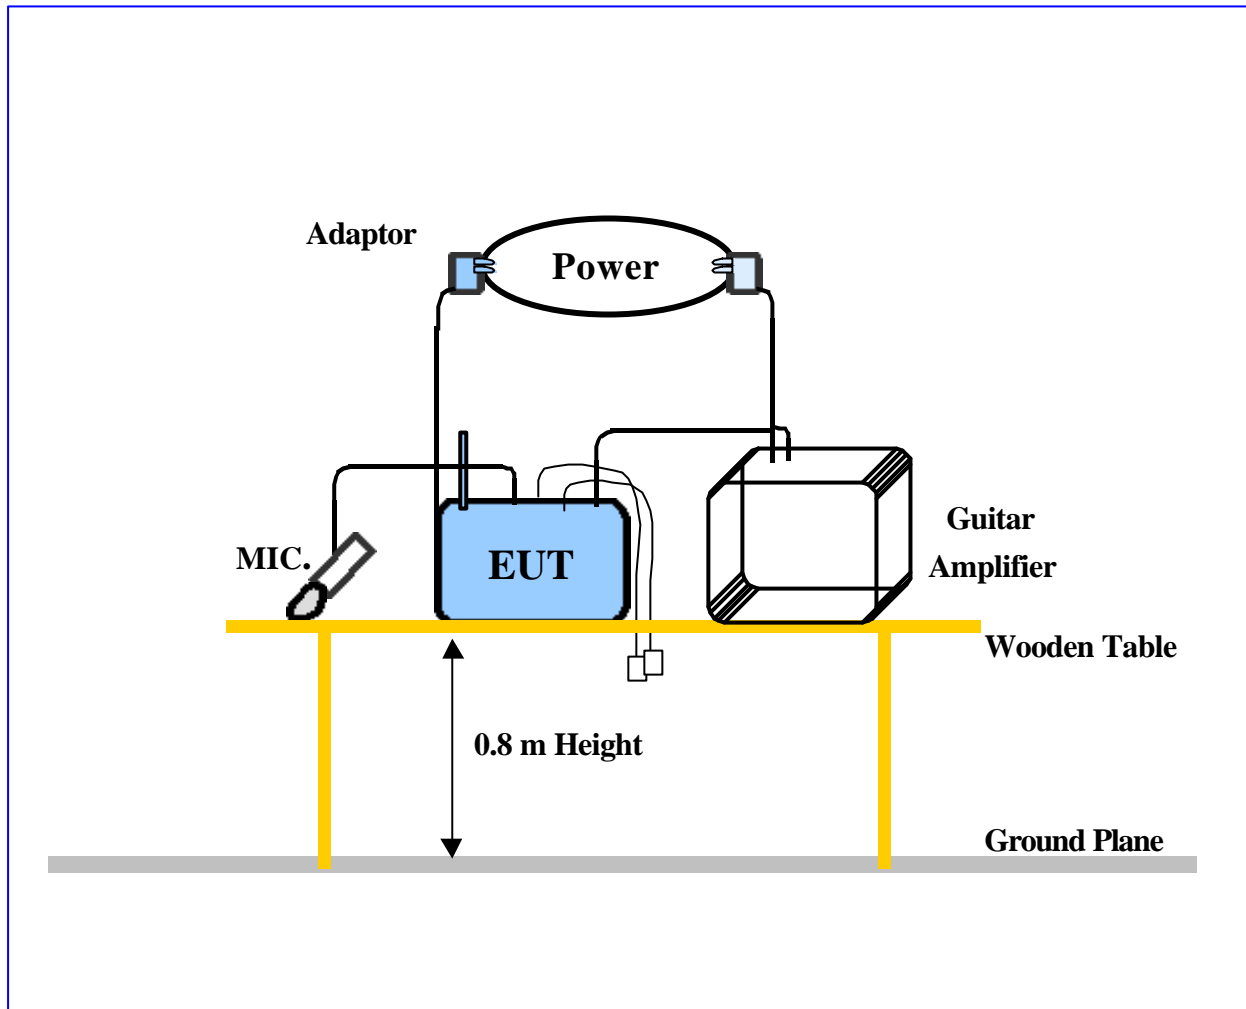 Adaptor
Power
MIC.
EUT
Guitar
Amplifier
Wooden Table
0.8 m Height
Ground Plane